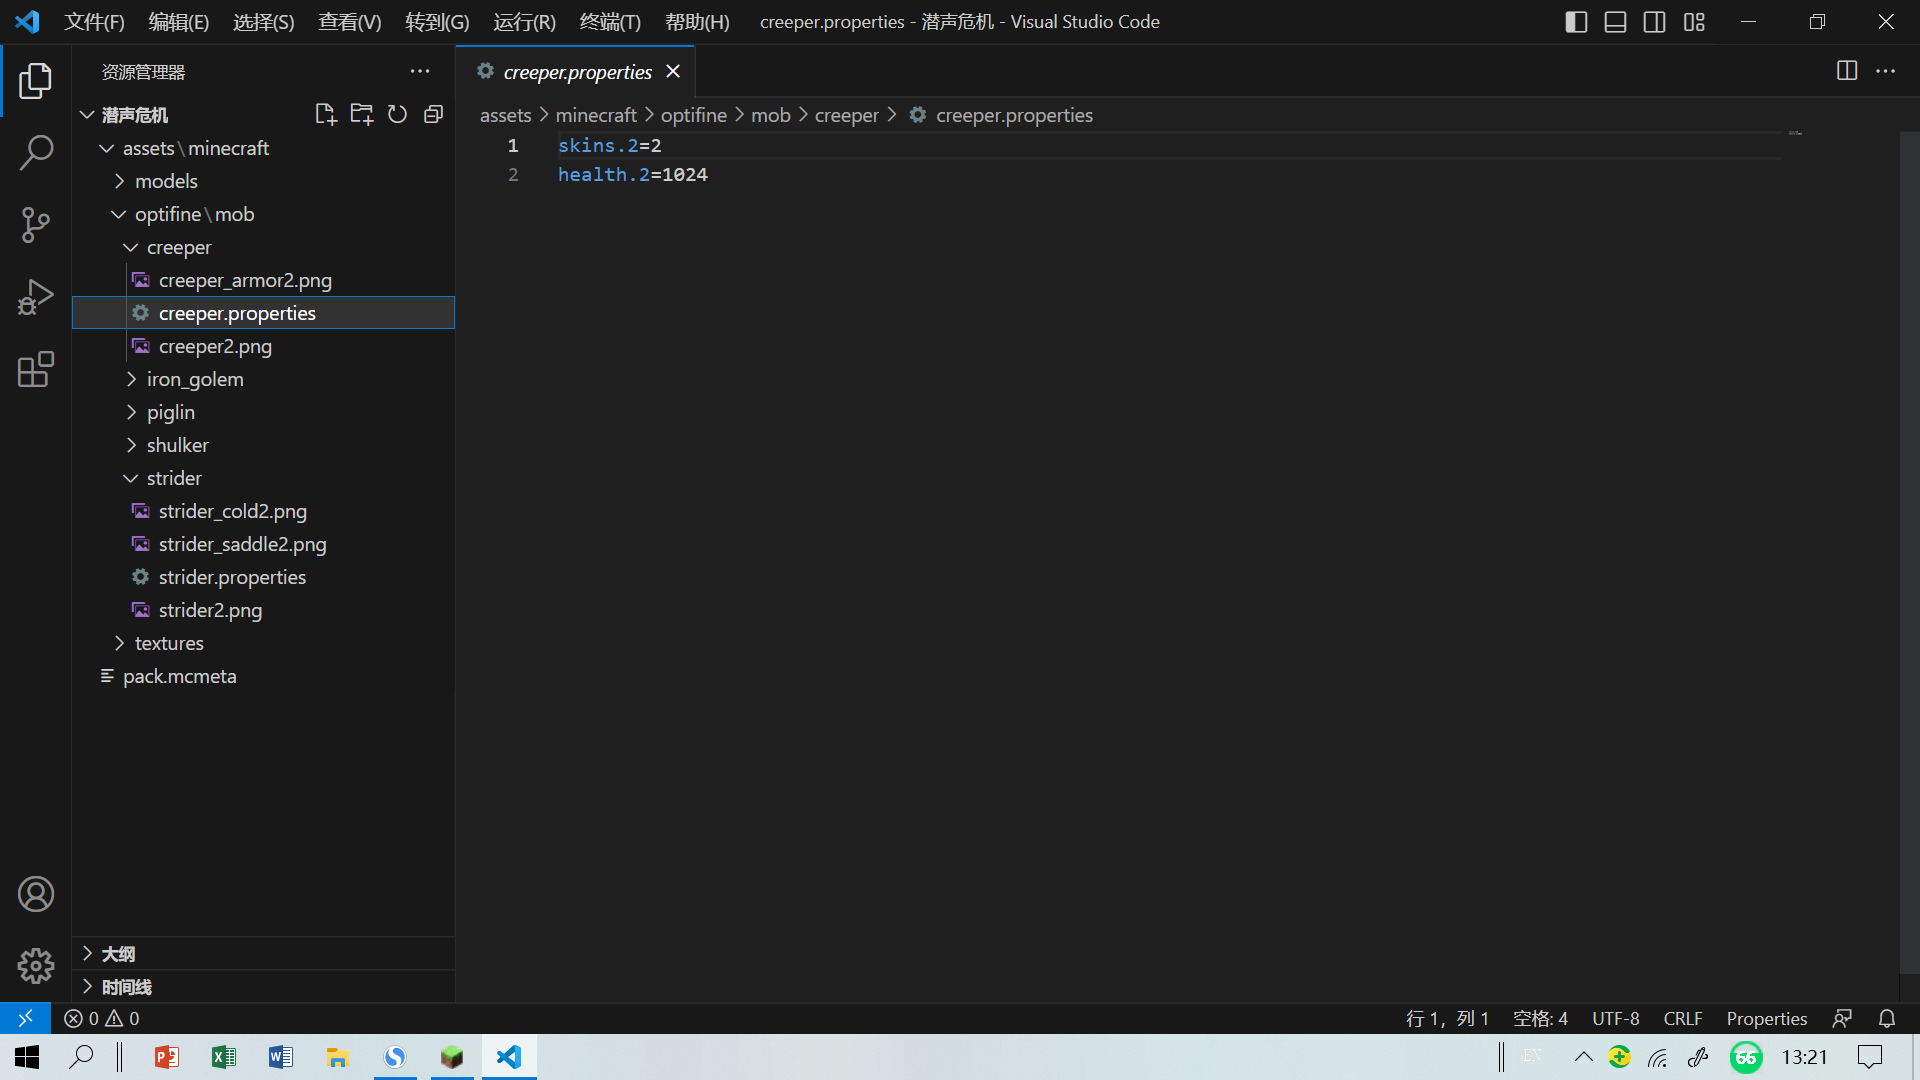 文件(F) 编辑(E) 选择(S) 查看(V) 转到(G) 运行(R) 终端(T) 帮助(H) creeper.properties - 潜声危机 - Visual Studio Code
资源管理器
潜声危机
assets\minecraft
models
optifine\mob
creeper
creeper_armor2.png
creeper.properties
creeper2.png
iron_golem
piglin
shulker
strider
strider_cold2.png
strider_saddle2.png
strider.properties
strider2.png
textures
pack.mcmeta
大纲
时间线
creeper.properties
assets > minecraft > optifine > mob > creeper > creeper.properties
1 skins.2=2
2 health.2=1024
0 0
行 1，列 1 空格: 4 UTF-8 CRLF Properties
66 13:21